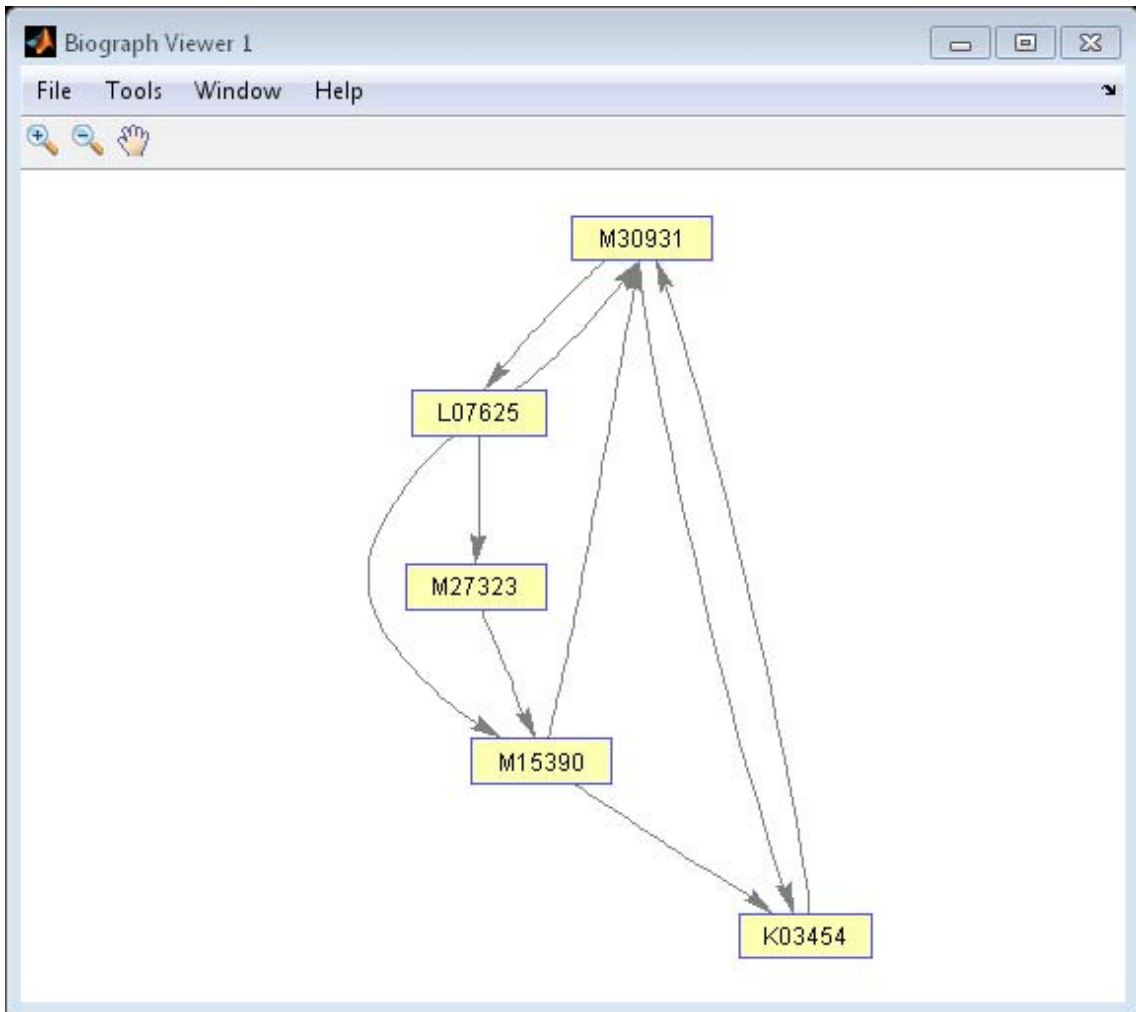 Biograph Viewer 1
File Tools Window Help
M30931
L07625
M27323
M15390
K03454